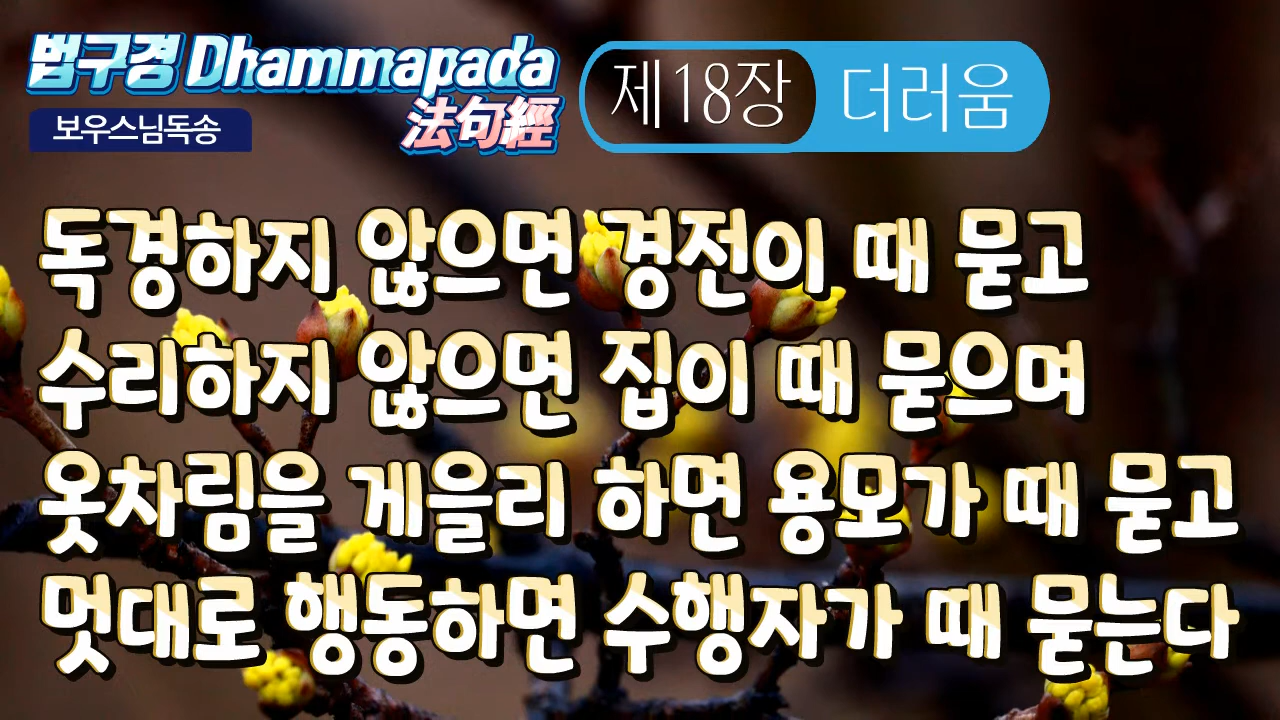 법구경 Dhammapada
法句經
보우스님독송
제18장 더러움
독경하지 않으면 경전이 때 묻고
수리하지 않으면 집이 때 묻으며
옷차림을 게을리 하면 용모가 때 묻고
멋대로 행동하면 수행자가 때 묻는다